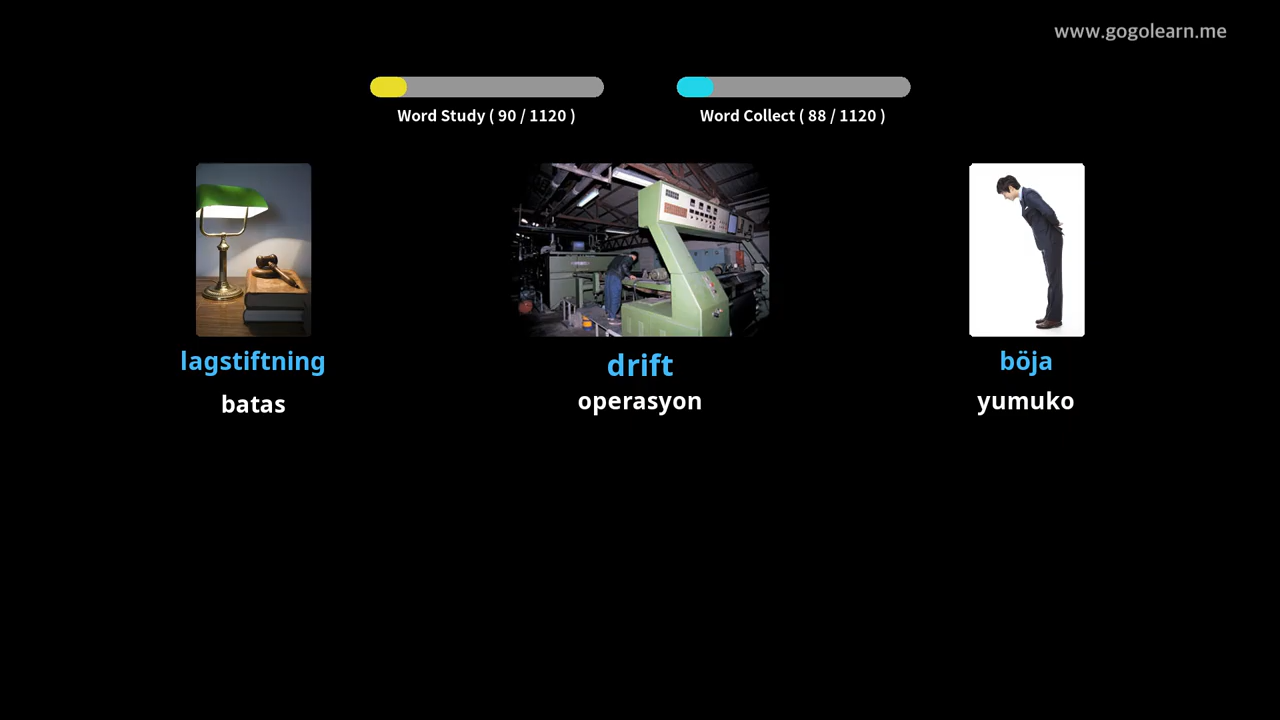 www.gogolearn.me
Word Study ( 90 / 1120 )
Word Collect ( 88 / 1120 )
lagstiftning
drift
böja
batas
operasyon
yumuko